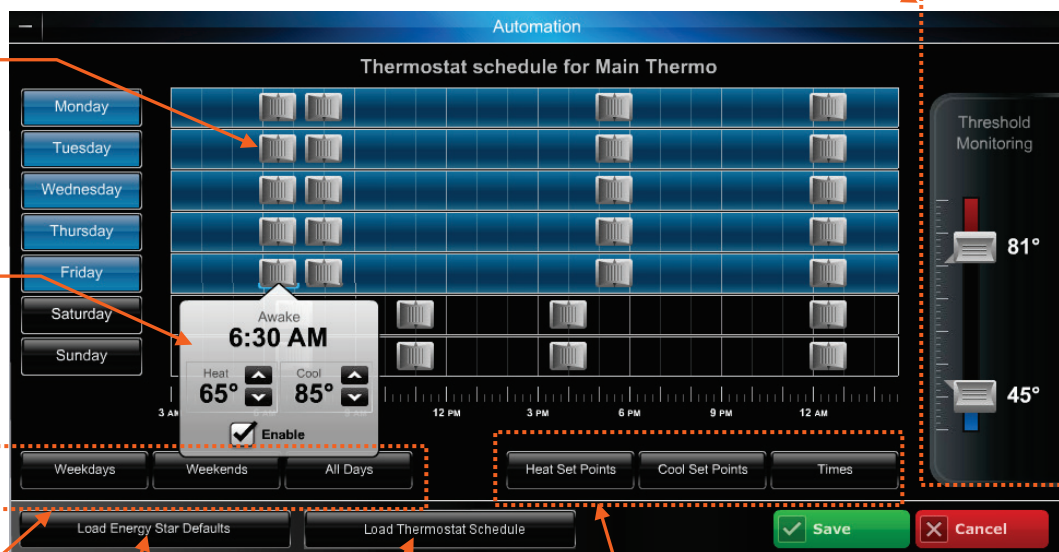 Automation
Thermostat schedule for Main Thermo
Monday
Tuesday
Wednesday
Thursday
Friday
Saturday
Sunday
Threshold
Monitoring
81°
45°
Awake
6:30 AM
Heat Cool
65° 85°
Enable
12 PM 3 PM 6 PM 9 PM 12 AM
Weekdays Weekends All Days Heat Set Points Cool Set Points Times
Load Energy Star Defaults Load Thermostat Schedule Save Cancel